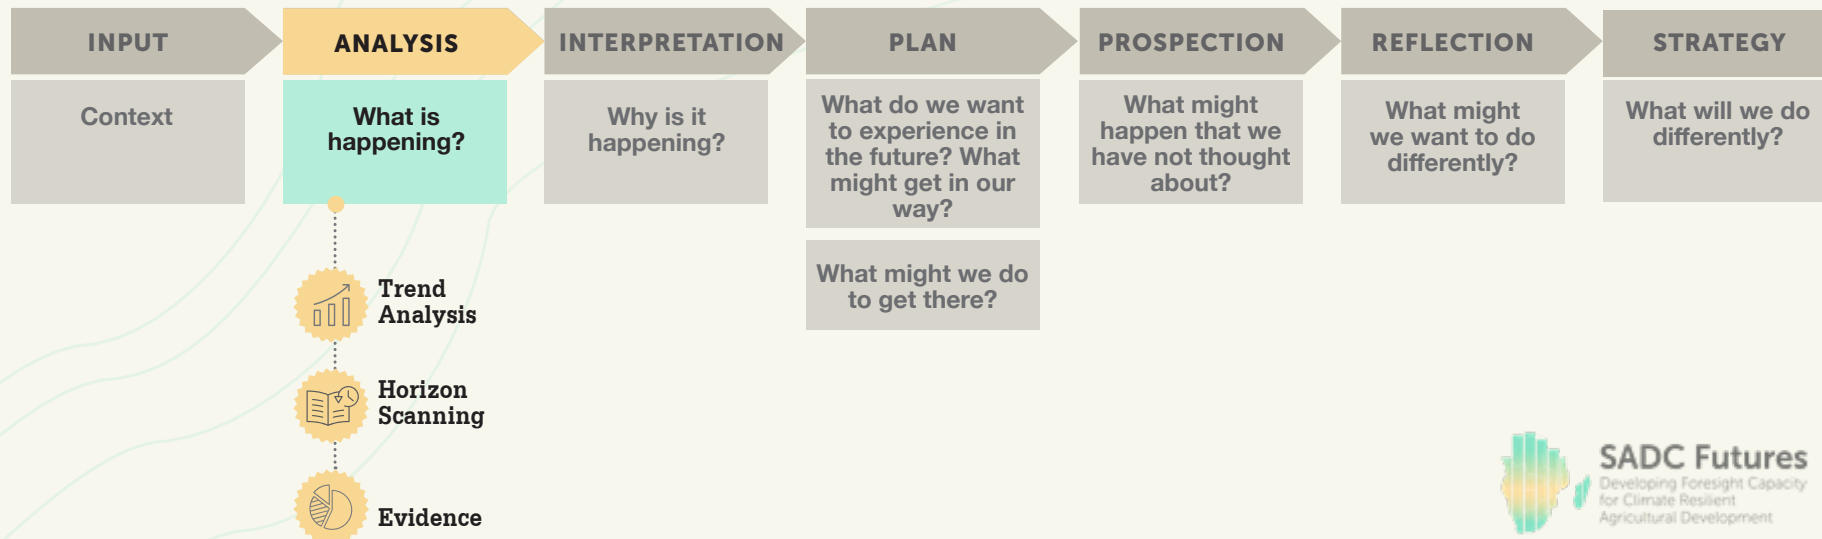 INPUT
ANALYSIS
INTERPRETATION
PLAN
PROSPECTION
REFLECTION
STRATEGY
Context
What is
happening?
Why is it
happening?
What do we want
to experience in
the future? What
might get in our
way?
What might we do
to get there?
What might
happen that we
have not thought
about?
What might
we want to do
differently?
What will we do
differently?
Trend
Analysis
Horizon
Scanning
Evidence
SADC Futures
Developing Foresight Capacity
for Climate Resilient
Agricultural Development